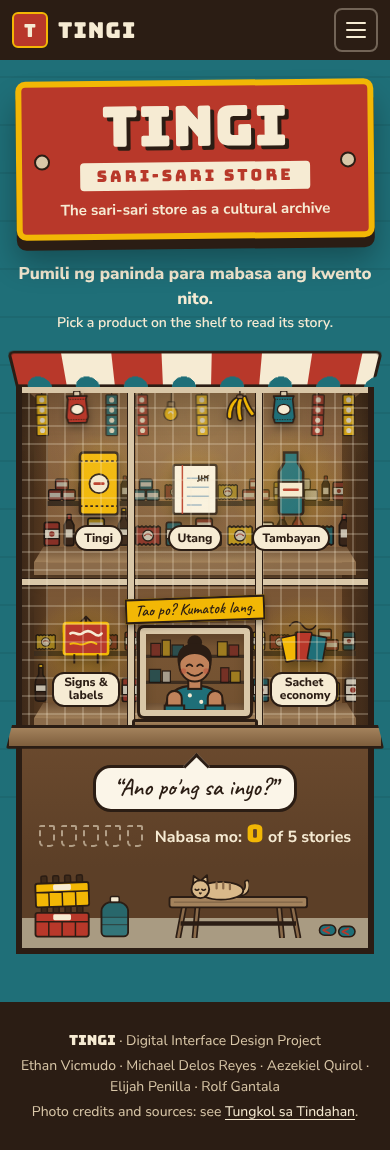 T TINGI
TINGI
SARI-SARI STORE
The sari-sari store as a cultural archive
Pumili ng paninda para mabasa ang kwento
nito.
Pick a product on the shelf to read its story.
Tingi
Utang
Tambayan
Tao po? Kumatok lang.
Signs &
labels
Sachet
economy
“Ano po'ng sa inyo?”
Nabasa mo: 0 of 5 stories
TINGI · Digital Interface Design Project
Ethan Vicmudo · Michael Delos Reyes · Aezekiel Quirol ·
Elijah Penilla · Rolf Gantala
Photo credits and sources: see Tungkol sa Tindahan.